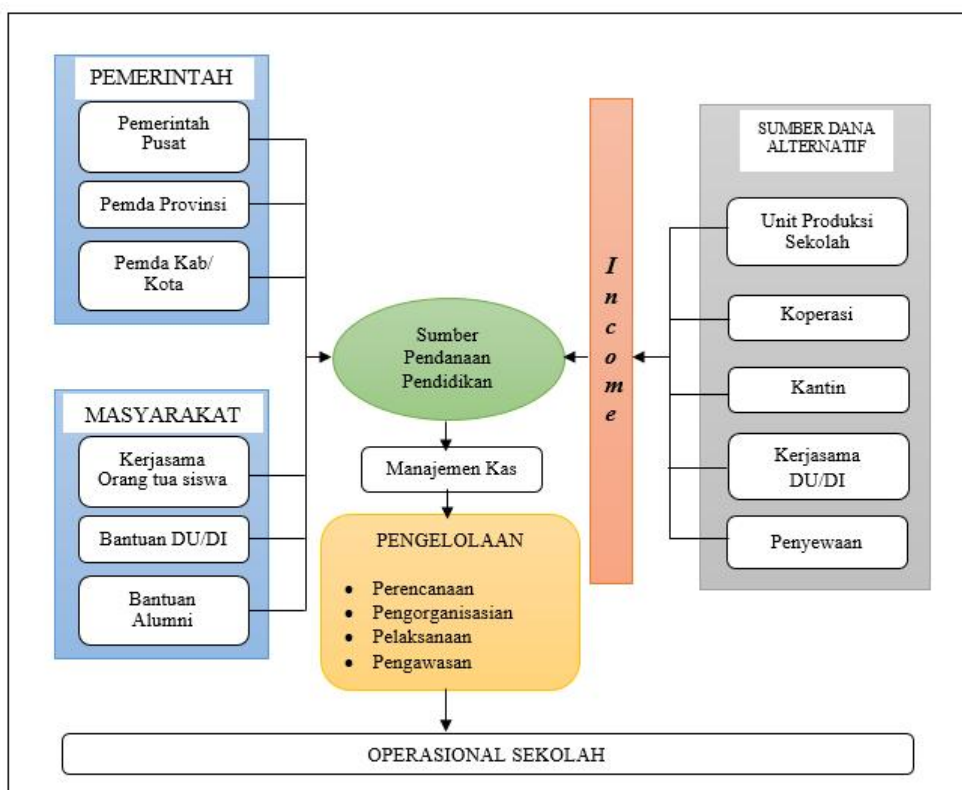 PEMERINTAH
Pemerintah
Pusat
Pemda Provinsi
Pemda Kab/
Kota
MASYARAKAT
Kerjasama
Orang tua siswa
Bantuan DU/DI
Bantuan
Alumni
Sumber
Pendanaan
Pendidikan
Manajemen Kas
PENGELOLAAN
• Perencanaan
• Pengorganisasian
• Pelaksanaan
• Pengawasan
Income
SUMBER DANA
ALTERNATIF
Unit Produksi
Sekolah
Koperasi
Kantin
Kerjasama
DU/DI
Penyewaan
OPERASIONAL SEKOLAH